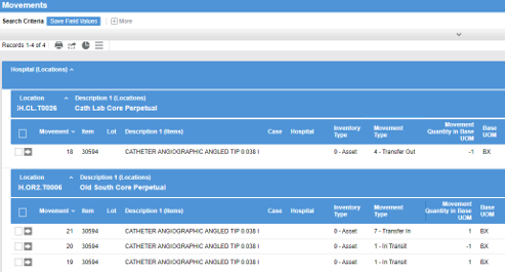 Movements
Search Criteria Save Field Values More
Records 1-4 of 4
Hospital (Locations)
Location Description 1 (Locations)
IH.CL.T0026 Cath Lab Core Perpetual
Movement Item Lot Description 1 (Items) Case Hospital Inventory Type Movement Type Movement Quantity in Base UOM Base UOM
18 30594 CATHETER ANGIOGRAPHIC ANGLED TIP 0.038 I 0 - Asset 4 - Transfer Out -1 BX
Location Description 1 (Locations)
IH.OR2.T0006 Old South Core Perpetual
Movement Item Lot Description 1 (Items) Case Hospital Inventory Type Movement Type Movement Quantity in Base UOM Base UOM
21 30594 CATHETER ANGIOGRAPHIC ANGLED TIP 0.038 I 0 - Asset 7 - Transfer In 1 BX
20 30594 CATHETER ANGIOGRAPHIC ANGLED TIP 0.038 I 0 - Asset 1 - In Transit -1 BX
19 30594 CATHETER ANGIOGRAPHIC ANGLED TIP 0.038 I 0 - Asset 1 - In Transit 1 BX